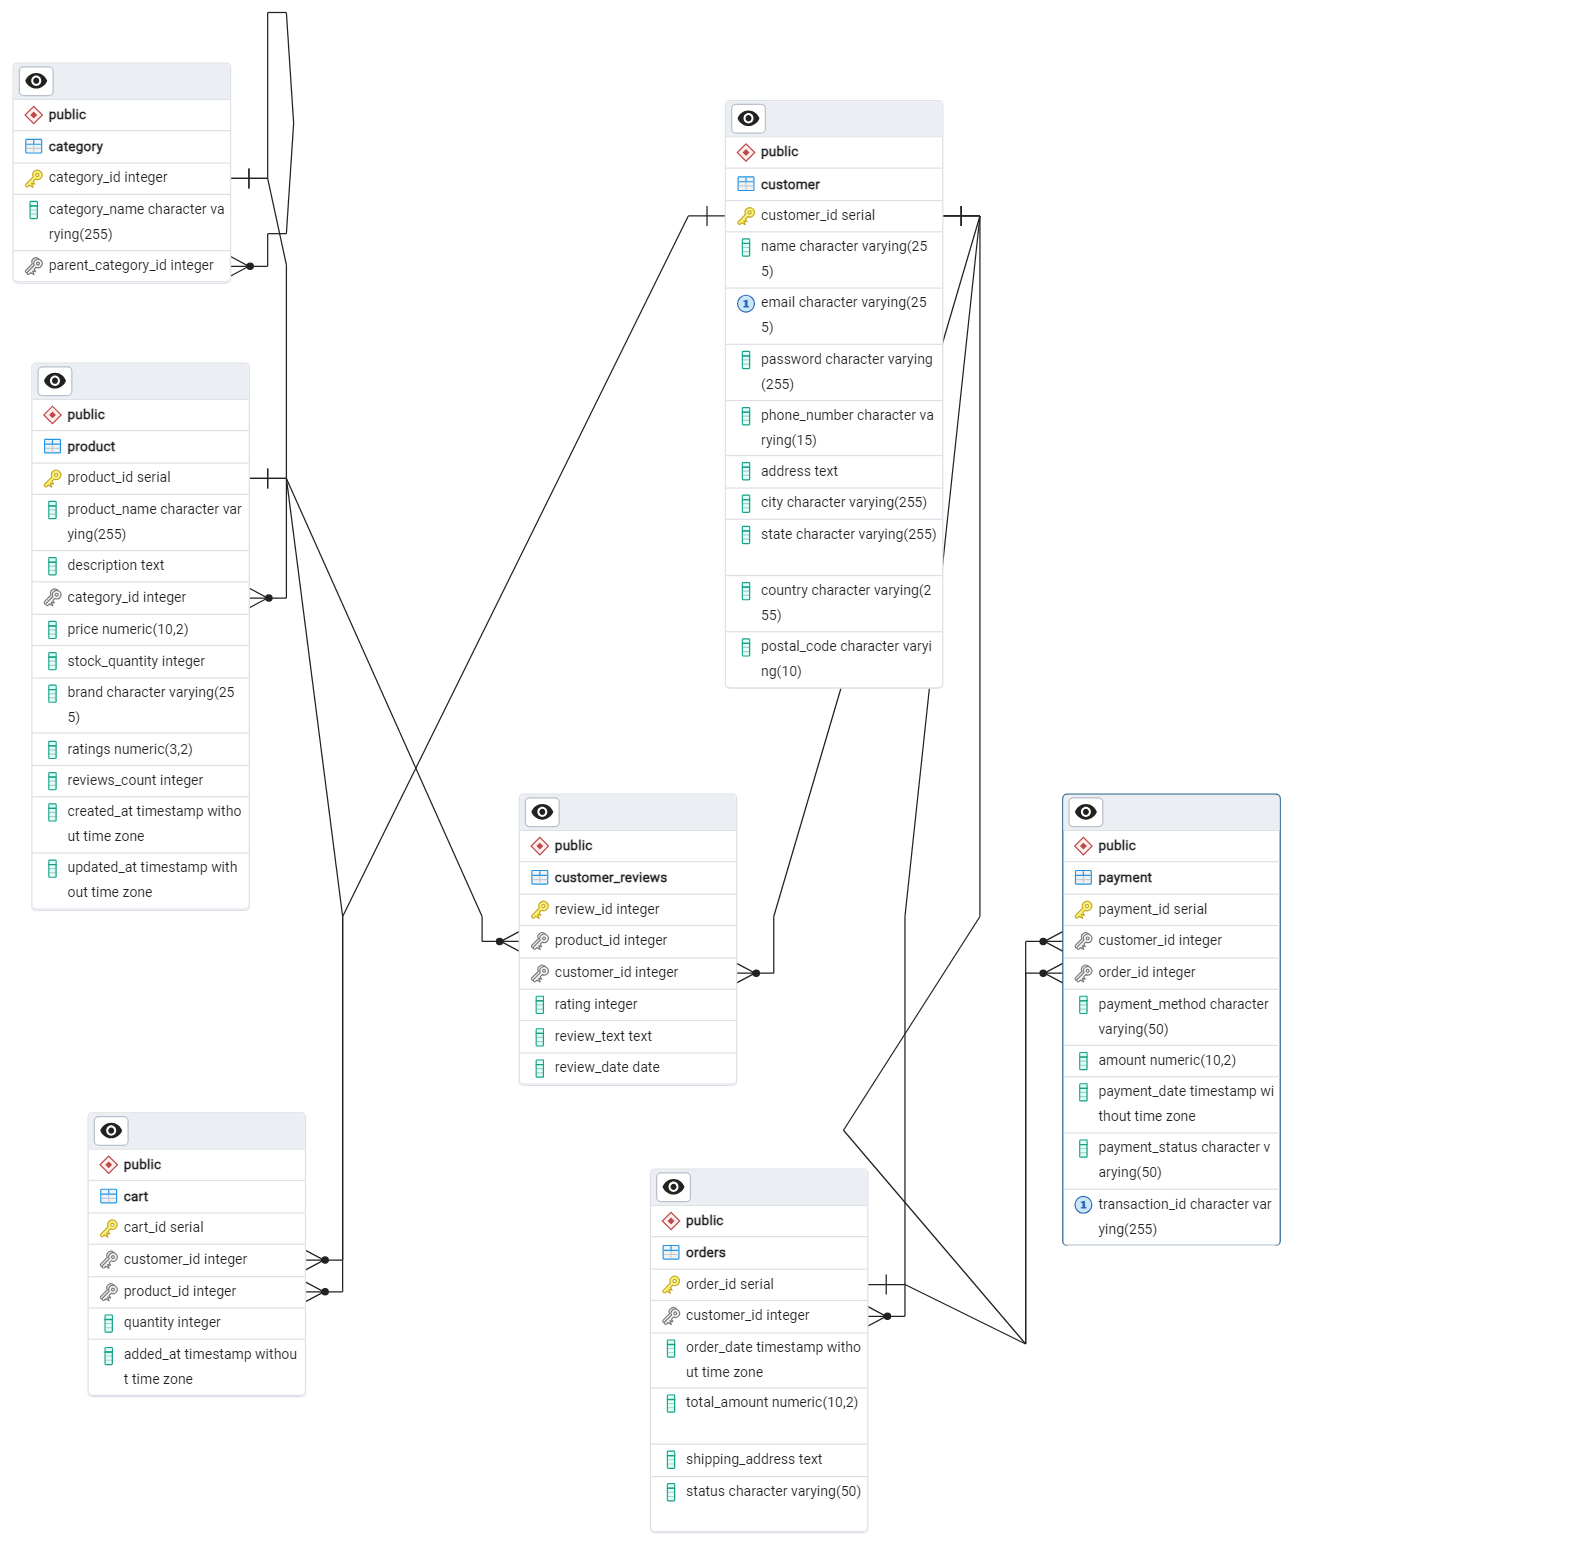 public
category
category_id integer
category_name character va
rying(255)
parent_category_id integer
public
product
product_id serial
product_name character var
ying(255)
description text
category_id integer
price numeric(10,2)
stock_quantity integer
brand character varying(25
5)
ratings numeric(3,2)
reviews_count integer
created_at timestamp witho
ut time zone
updated_at timestamp with
out time zone
public
customer
customer_id serial
name character varying(25
5)
email character varying(25
5)
password character varying
(255)
phone_number character va
rying(15)
address text
city character varying(255)
state character varying(255)
country character varying(2
55)
postal_code character varyi
ng(10)
public
customer_reviews
review_id integer
product_id integer
customer_id integer
rating integer
review_text text
review_date date
public
payment
payment_id serial
customer_id integer
order_id integer
payment_method character
varying(50)
amount numeric(10,2)
payment_date timestamp wi
thout time zone
payment_status character v
arying(50)
1
transaction_id character var
ying(255)
public
cart
cart_id serial
customer_id integer
product_id integer
quantity integer
added_at timestamp withou
t time zone
public
orders
order_id serial
customer_id integer
order_date timestamp witho
ut time zone
total_amount numeric(10,2)
shipping_address text
status character varying(50)